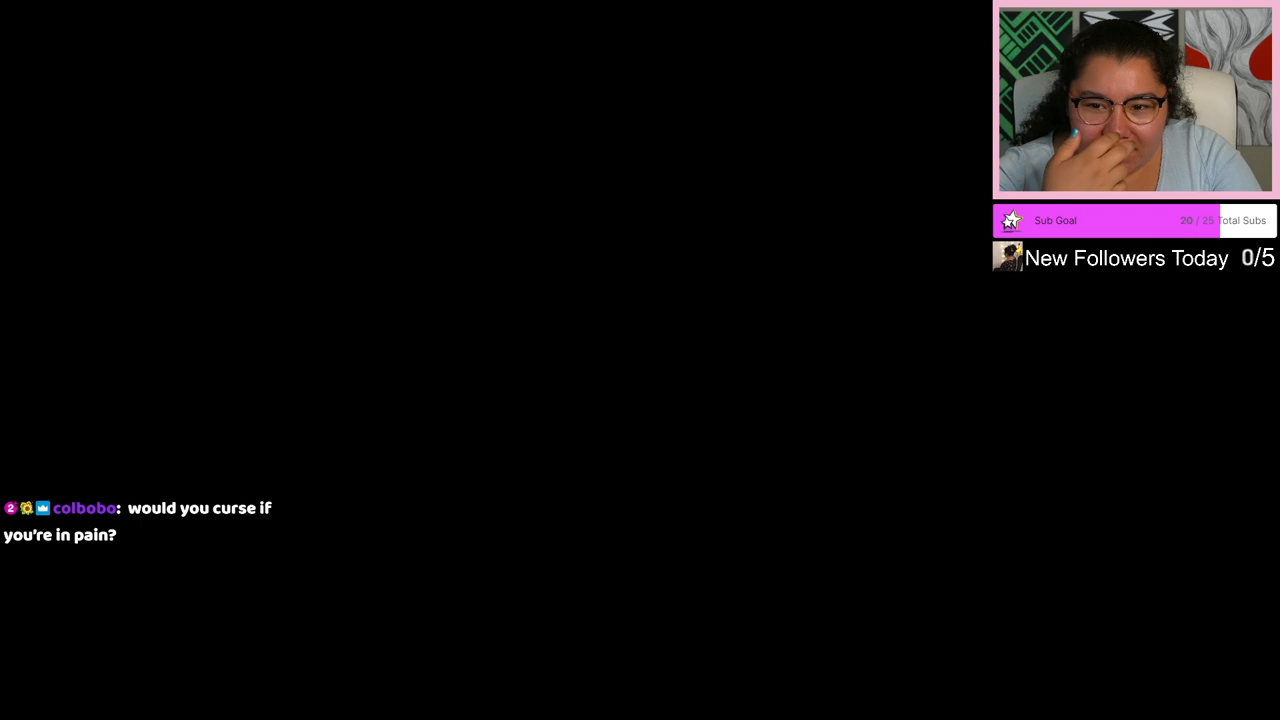 Sub Goal 20 / 25 Total Subs
New Followers Today 0/5
2 colbobo: would you curse if
you're in pain?